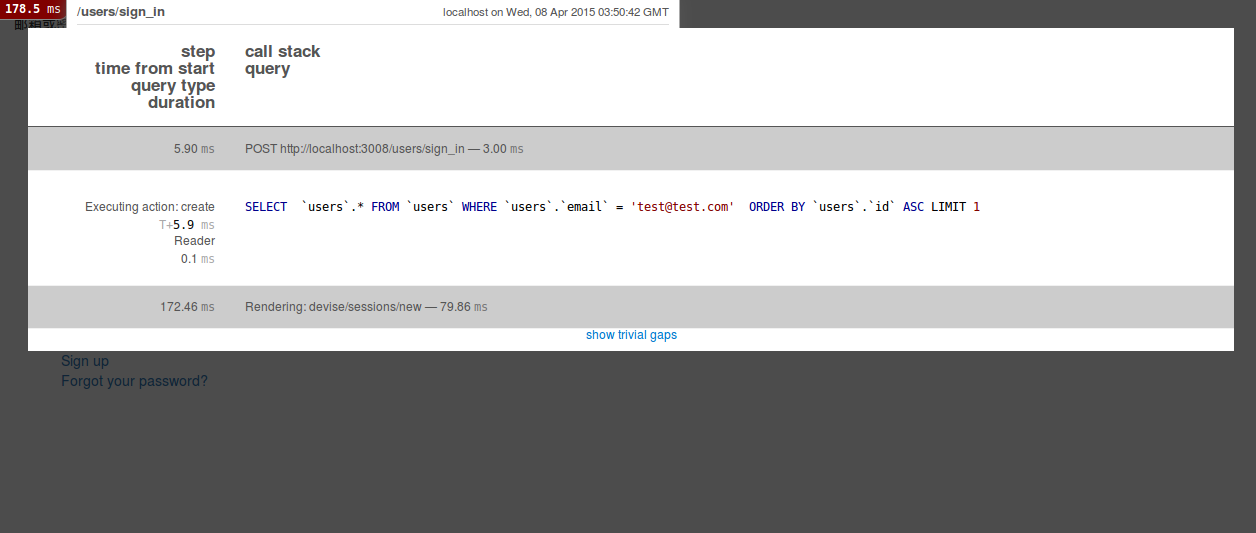 178.5 ms
/users/sign_in
localhost on Wed, 08 Apr 2015 03:50:42 GMT
step
time from start
query type
duration
call stack
query
5.90 ms
POST http://localhost:3008/users/sign_in — 3.00 ms
Executing action: create
T+5.9 ms
Reader
0.1 ms
SELECT  `users`.* FROM `users` WHERE `users`.`email` = 'test@test.com'  ORDER BY `users`.`id` ASC LIMIT 1
172.46 ms
Rendering: devise/sessions/new — 79.86 ms
show trivial gaps
Sign up
Forgot your password?